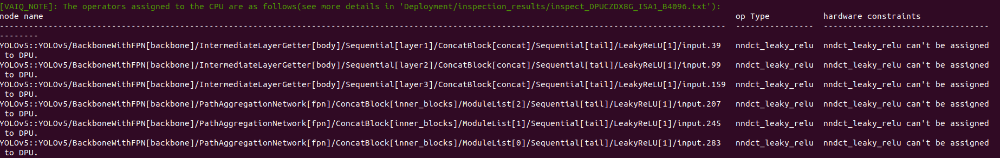 [VAIQ_NOTE]: The operators assigned to the CPU are as follows(see more details in 'Deployment/inspection_results/inspect_DPUCZDX8G_ISA1_B4096.txt'):
node name op Type hardware constraints
----------------------------------------------------------------------------------------------------------------------------------------------------- ---------------- ----------------------------------
--------
YOLOv5::YOLOv5/BackboneWithFPN[backbone]/IntermediateLayerGetter[body]/Sequential[layer1]/ConcatBlock[concat]/Sequential[tail]/LeakyReLU[1]/input.39 nndct_leaky_relu nndct_leaky_relu can't be assigned
to DPU.
YOLOv5::YOLOv5/BackboneWithFPN[backbone]/IntermediateLayerGetter[body]/Sequential[layer2]/ConcatBlock[concat]/Sequential[tail]/LeakyReLU[1]/input.99 nndct_leaky_relu nndct_leaky_relu can't be assigned
to DPU.
YOLOv5::YOLOv5/BackboneWithFPN[backbone]/IntermediateLayerGetter[body]/Sequential[layer3]/ConcatBlock[concat]/Sequential[tail]/LeakyReLU[1]/input.159 nndct_leaky_relu nndct_leaky_relu can't be assigned
to DPU.
YOLOv5::YOLOv5/BackboneWithFPN[backbone]/PathAggregationNetwork[fpn]/ConcatBlock[inner_blocks]/ModuleList[2]/Sequential[tail]/LeakyReLU[1]/input.207 nndct_leaky_relu nndct_leaky_relu can't be assigned
to DPU.
YOLOv5::YOLOv5/BackboneWithFPN[backbone]/PathAggregationNetwork[fpn]/ConcatBlock[inner_blocks]/ModuleList[1]/Sequential[tail]/LeakyReLU[1]/input.245 nndct_leaky_relu nndct_leaky_relu can't be assigned
to DPU.
YOLOv5::YOLOv5/BackboneWithFPN[backbone]/PathAggregationNetwork[fpn]/ConcatBlock[inner_blocks]/ModuleList[0]/Sequential[tail]/LeakyReLU[1]/input.283 nndct_leaky_relu nndct_leaky_relu can't be assigned
to DPU.